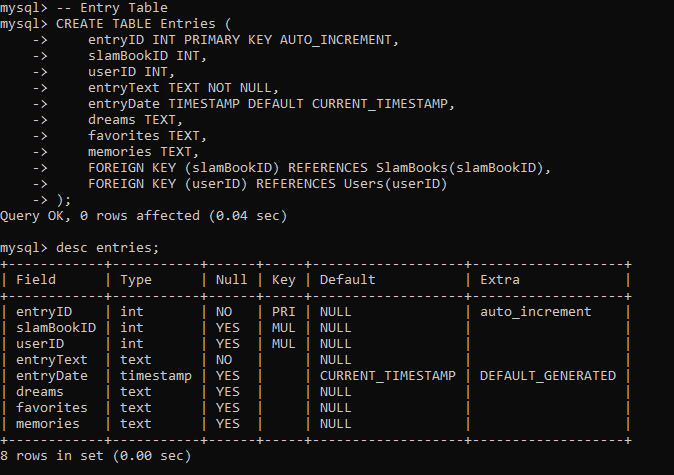 mysql> -- Entry Table
mysql> CREATE TABLE Entries (
    ->     entryID INT PRIMARY KEY AUTO_INCREMENT,
    ->     slamBookID INT,
    ->     userID INT,
    ->     entryText TEXT NOT NULL,
    ->     entryDate TIMESTAMP DEFAULT CURRENT_TIMESTAMP,
    ->     dreams TEXT,
    ->     favorites TEXT,
    ->     memories TEXT,
    ->     FOREIGN KEY (slamBookID) REFERENCES SlamBooks(slamBookID),
    ->     FOREIGN KEY (userID) REFERENCES Users(userID)
    -> );
Query OK, 0 rows affected (0.04 sec)

mysql> desc entries;
+------------+-----------+------+-----+-------------------+-------------------+
| Field      | Type      | Null | Key | Default           | Extra             |
+------------+-----------+------+-----+-------------------+-------------------+
| entryID    | int       | NO   | PRI | NULL              | auto_increment    |
| slamBookID | int       | YES  | MUL | NULL              |                   |
| userID     | int       | YES  | MUL | NULL              |                   |
| entryText  | text      | NO   |     | NULL              |                   |
| entryDate  | timestamp | YES  |     | CURRENT_TIMESTAMP | DEFAULT_GENERATED |
| dreams     | text      | YES  |     | NULL              |                   |
| favorites  | text      | YES  |     | NULL              |                   |
| memories   | text      | YES  |     | NULL              |                   |
+------------+-----------+------+-----+-------------------+-------------------+
8 rows in set (0.00 sec)